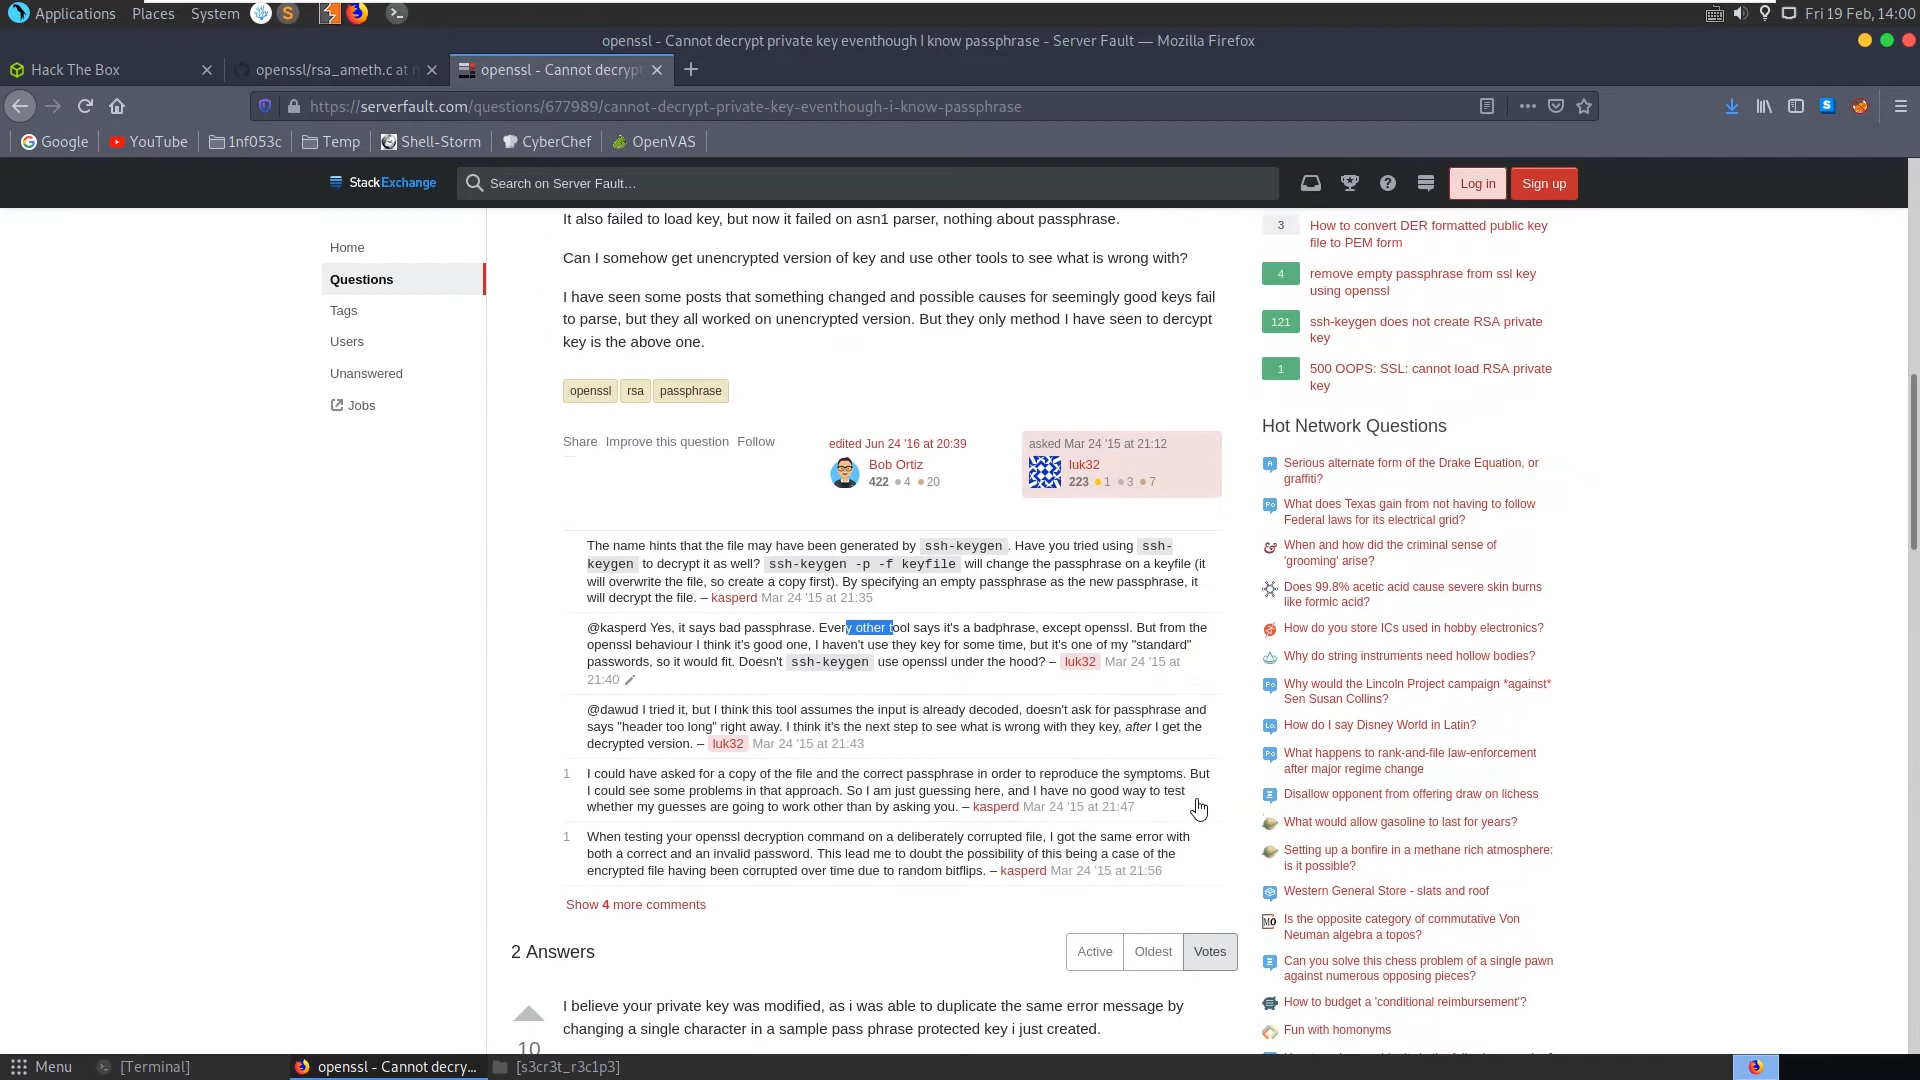 Applications Places System Fri 19 Feb, 14:00
openssl - Cannot decrypt private key eventhough I know passphrase - Server Fault — Mozilla Firefox
Hack The Box openssl/rsa_ameth.c at openssl - Cannot decrypt
https://serverfault.com/questions/677989/cannot-decrypt-private-key-eventhough-i-know-passphrase
Google YouTube 1nf053c Temp Shell-Storm CyberChef OpenVAS
StackExchange Search on Server Fault… Log in Sign up
Home
Questions
Tags
Users
Unanswered
Jobs
It also failed to load key, but now it failed on asn1 parser, nothing about passphrase.
Can I somehow get unencrypted version of key and use other tools to see what is wrong with?
I have seen some posts that something changed and possible causes for seemingly good keys fail
to parse, but they all worked on unencrypted version. But they only method I have seen to dercypt
key is the above one.
openssl rsa passphrase
Share Improve this question Follow
edited Jun 24 '16 at 20:39
Bob Ortiz
422 4 20
asked Mar 24 '15 at 21:12
luk32
223 1 3 7
The name hints that the file may have been generated by ssh-keygen . Have you tried using ssh-
keygen to decrypt it as well? ssh-keygen -p -f keyfile will change the passphrase on a keyfile (it
will overwrite the file, so create a copy first). By specifying an empty passphrase as the new passphrase, it
will decrypt the file. – kasperd Mar 24 '15 at 21:35
@kasperd Yes, it says bad passphrase. Every other tool says it's a badphrase, except openssl. But from the
openssl behaviour I think it's good one, I haven't use they key for some time, but it's one of my "standard"
passwords, so it would fit. Doesn't ssh-keygen use openssl under the hood? – luk32 Mar 24 '15 at
21:40
@dawud I tried it, but I think this tool assumes the input is already decoded, doesn't ask for passphrase and
says "header too long" right away. I think it's the next step to see what is wrong with they key, after I get the
decrypted version. – luk32 Mar 24 '15 at 21:43
1 I could have asked for a copy of the file and the correct passphrase in order to reproduce the symptoms. But
I could see some problems in that approach. So I am just guessing here, and I have no good way to test
whether my guesses are going to work other than by asking you. – kasperd Mar 24 '15 at 21:47
1 When testing your openssl decryption command on a deliberately corrupted file, I got the same error with
both a correct and an invalid password. This lead me to doubt the possibility of this being a case of the
encrypted file having been corrupted over time due to random bitflips. – kasperd Mar 24 '15 at 21:56
Show 4 more comments
2 Answers Active Oldest Votes
I believe your private key was modified, as i was able to duplicate the same error message by
changing a single character in a sample pass phrase protected key i just created.
10
3 How to convert DER formatted public key
file to PEM form
4 remove empty passphrase from ssl key
using openssl
121 ssh-keygen does not create RSA private
key
1 500 OOPS: SSL: cannot load RSA private
key
Hot Network Questions
Serious alternate form of the Drake Equation, or
graffiti?
What does Texas gain from not having to follow
Federal laws for its electrical grid?
When and how did the criminal sense of
'grooming' arise?
Does 99.8% acetic acid cause severe skin burns
like formic acid?
How do you store ICs used in hobby electronics?
Why do string instruments need hollow bodies?
Why would the Lincoln Project campaign *against*
Sen Susan Collins?
How do I say Disney World in Latin?
What happens to rank-and-file law-enforcement
after major regime change
Disallow opponent from offering draw on lichess
What would allow gasoline to last for years?
Setting up a bonfire in a methane rich atmosphere:
is it possible?
Western General Store - slats and roof
Is the opposite category of commutative Von
Neuman algebra a topos?
Can you solve this chess problem of a single pawn
against numerous opposing pieces?
How to budget a 'conditional reimbursement'?
Fun with homonyms
Menu [Terminal] openssl - Cannot decry... [s3cr3t_r3c1p3]